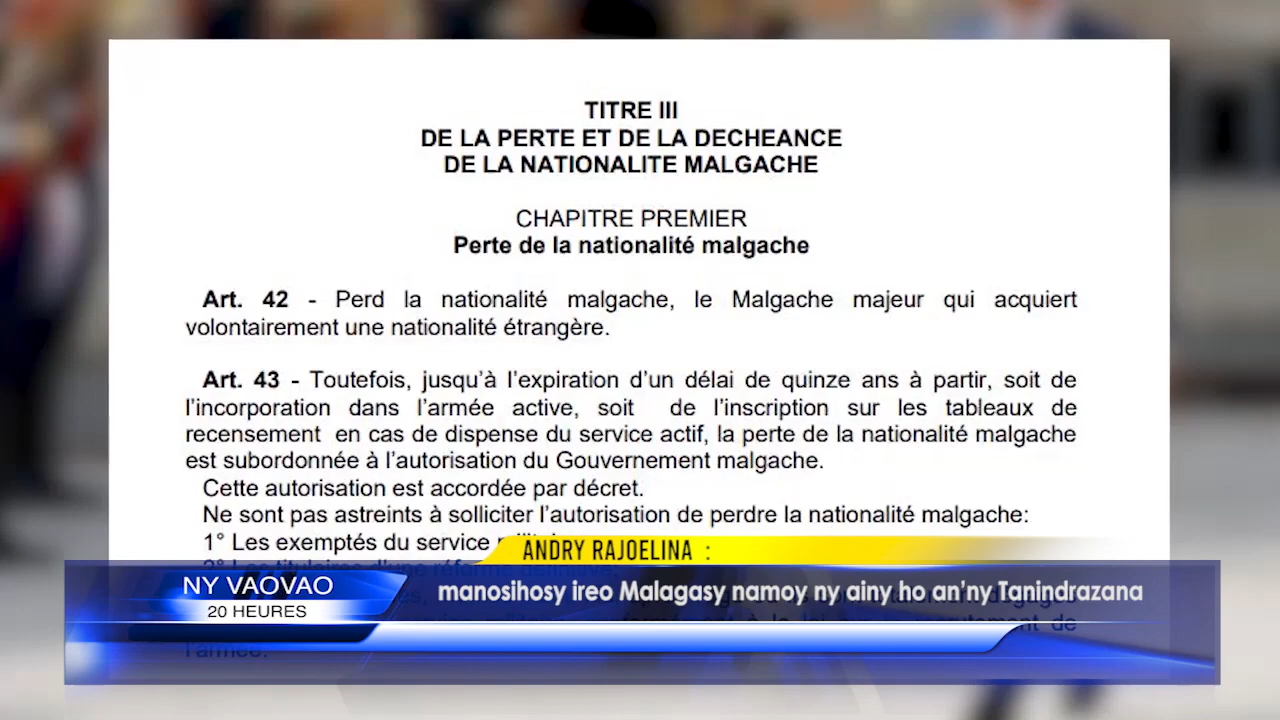 TITRE III
DE LA PERTE ET DE LA DECHEANCE
DE LA NATIONALITE MALGACHE
CHAPITRE PREMIER
Perte de la nationalité malgache
Art. 42 - Perd la nationalité malgache, le Malgache majeur qui acquiert
volontairement une nationalité étrangère.
Art. 43 - Toutefois, jusqu'à l'expiration d'un délai de quinze ans à partir, soit de
l'incorporation dans l'armée active, soit de l'inscription sur les tableaux de
recensement en cas de dispense du service actif, la perte de la nationalité malgache
est subordonnée à l'autorisation du Gouvernement malgache.
Cette autorisation est accordée par décret.
Ne sont pas astreints à solliciter l'autorisation de perdre la nationalité malgache:
1° Les exemptés du service
2° Les titulaires d'une réforme définitive
l'armée.
ANDRY RAJOELINA :
manosihosy ireo Malagasy namoy ny ainy ho an'ny Tanindrazana
NY VAOVAO
20 HEURES